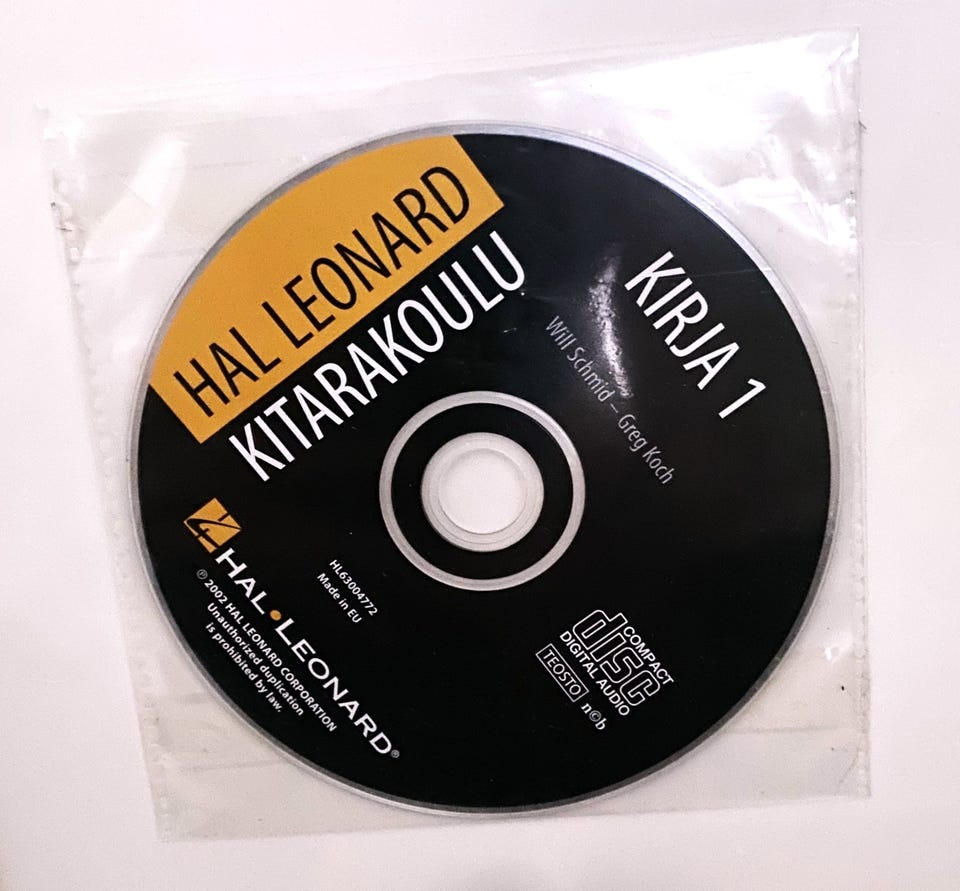 HAL LEONARD
KITARAKOULU
KIRJA 1
Will Schmid – Greg Koch
HL63004772
Made in EU
HAL•LEONARD®
℗ 2002 HAL LEONARD CORPORATION
Unauthorized duplication
is prohibited by law.
COMPACT
disc
DIGITAL AUDIO
TEOSTO
n©b